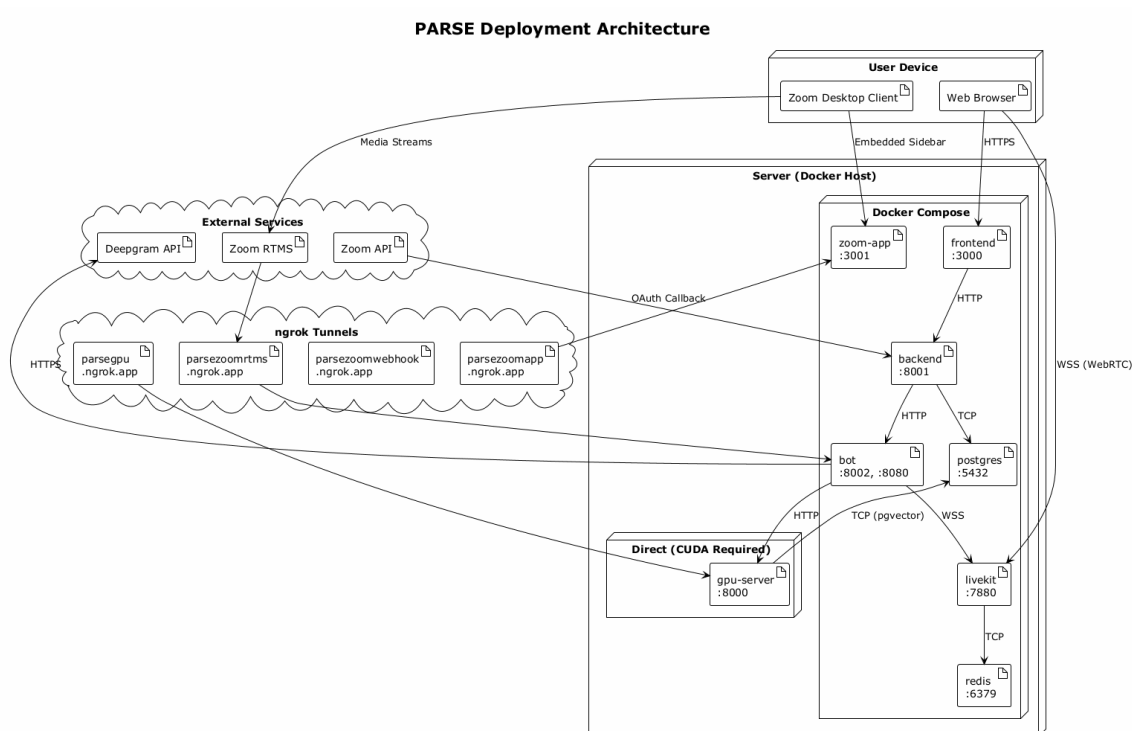 PARSE Deployment Architecture
User Device
Zoom Desktop Client
Web Browser
Media Streams
Embedded Sidebar
HTTPS
Server (Docker Host)
Docker Compose
External Services
Deepgram API
Zoom RTMS
Zoom API
zoom-app
:3001
frontend
:3000
OAuth Callback
HTTP
ngrok Tunnels
parsegpu
.ngrok.app
parsezoomrtms
.ngrok.app
parsezoomwebhook
.ngrok.app
parsezoomapp
.ngrok.app
backend
:8001
HTTPS
WSS (WebRTC)
HTTP
TCP
bot
:8002, :8080
postgres
:5432
HTTP
TCP (pgvector)
WSS
Direct (CUDA Required)
gpu-server
:8000
livekit
:7880
TCP
redis
:6379